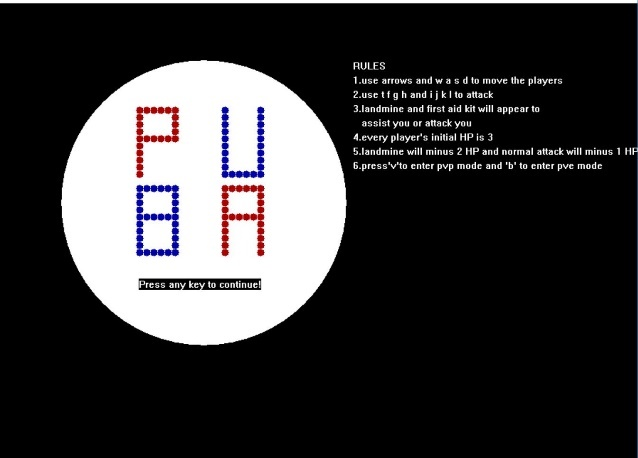 P U
B A
Press any key to continue!
RULES
1.use arrows and w a s d to move the players
2.use t f g h and i j k l to attack
3.landmine and first aid kit will appear to
assist you or attack you
4.every player's initial HP is 3
5.landmine will minus 2 HP and normal attack will minus 1 HP
6.press'v'to enter pvp mode and 'b' to enter pve mode